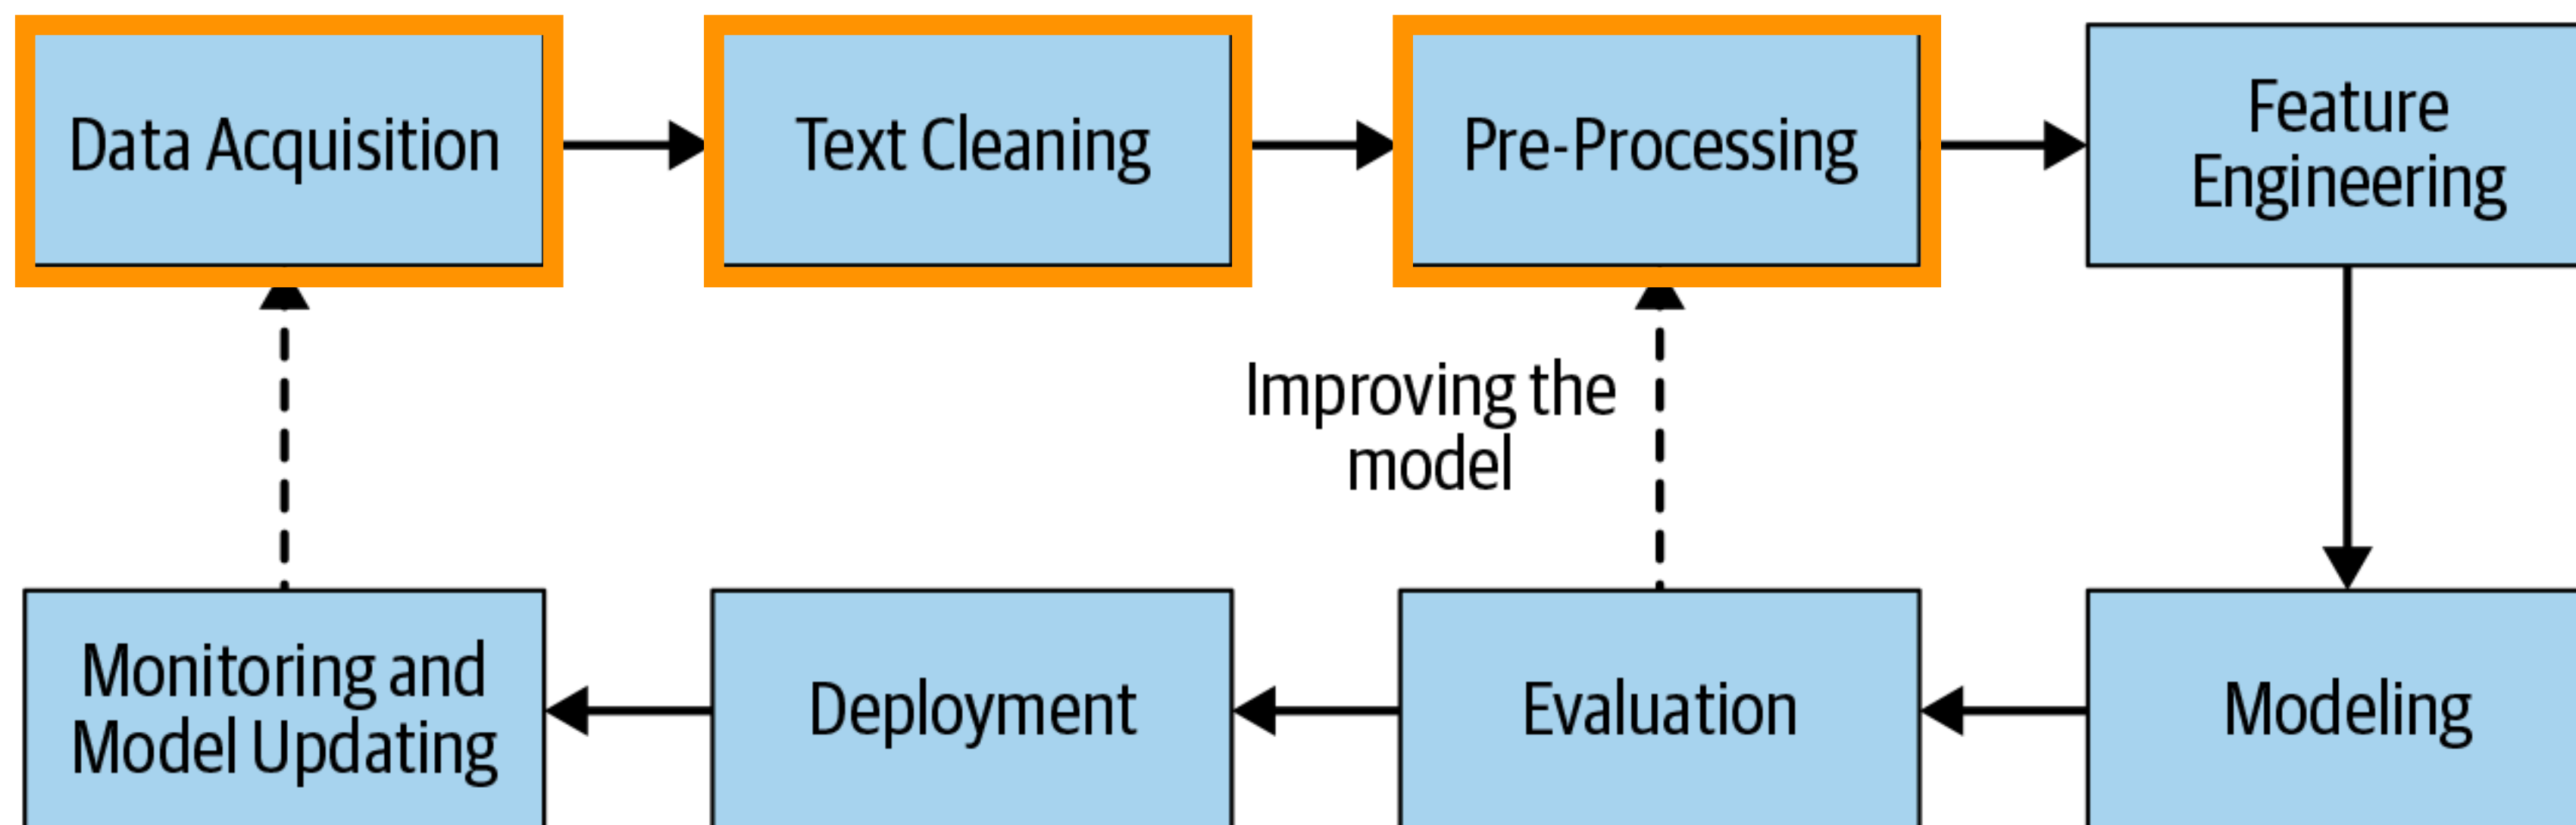 Data Acquisition
Text Cleaning
Pre-Processing
Feature
Engineering
Improving the
model
Monitoring and
Model Updating
Deployment
Evaluation
Modeling